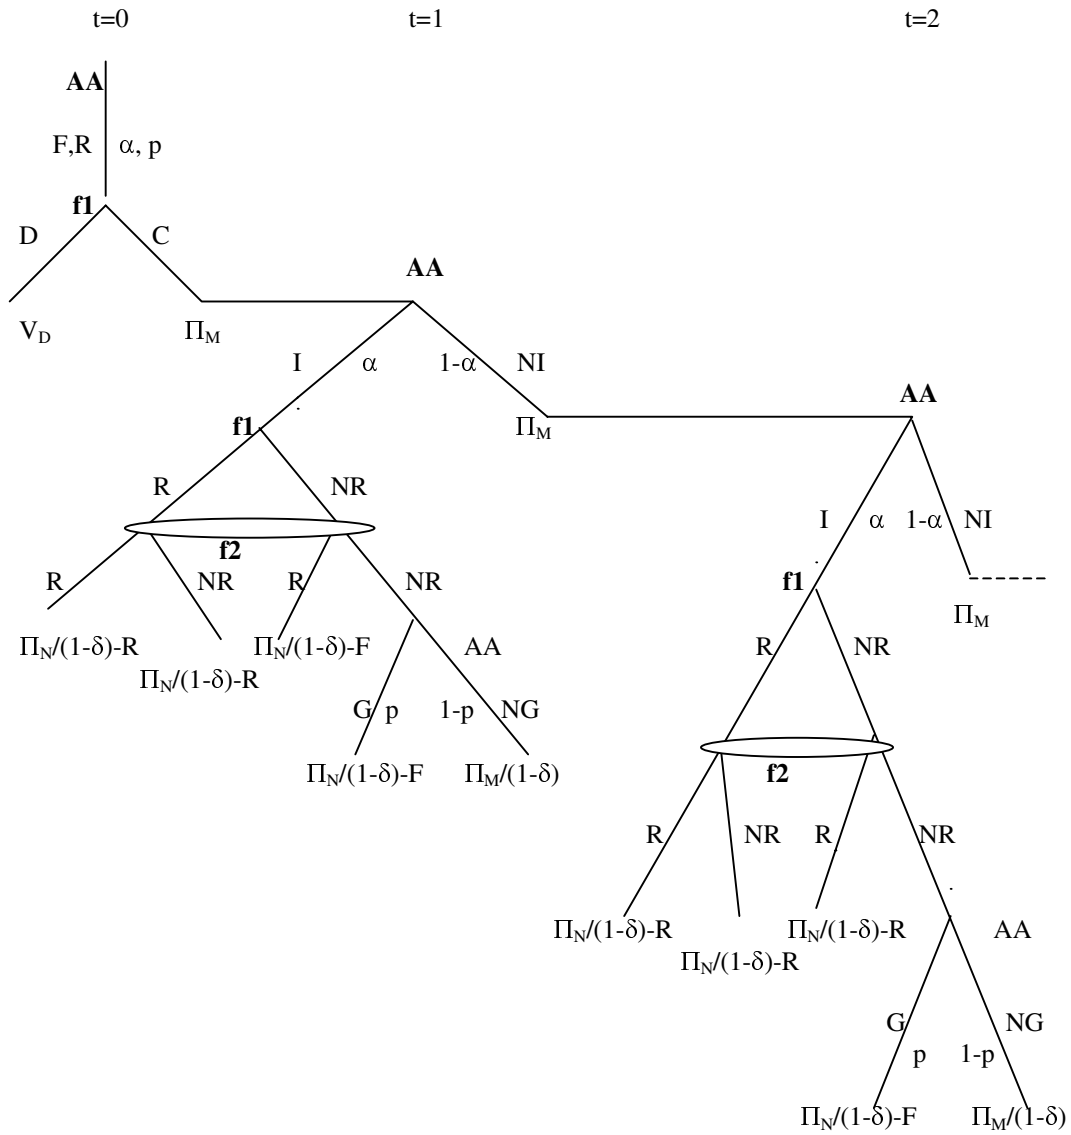 t=0 t=1 t=2
AA
F,R α, p
f1
D C
AA
V_D Π_M
I α 1-α NI
AA
f1 Π_M
R NR
I α 1-α NI
f2
R NR R NR f1
Π_M
Π_N/(1-δ)-R Π_N/(1-δ)-F AA R NR
Π_N/(1-δ)-R
G p 1-p NG
Π_N/(1-δ)-F Π_M/(1-δ) f2
R NR R NR
Π_N/(1-δ)-R Π_N/(1-δ)-R AA
Π_N/(1-δ)-R
G NG
p 1-p
Π_N/(1-δ)-F Π_M/(1-δ)